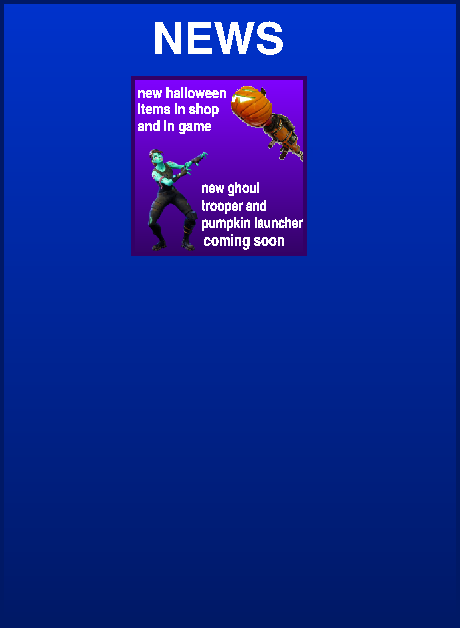 NEWS
new halloween
items in shop
and in game
new ghoul
trooper and
pumpkin launcher
coming soon